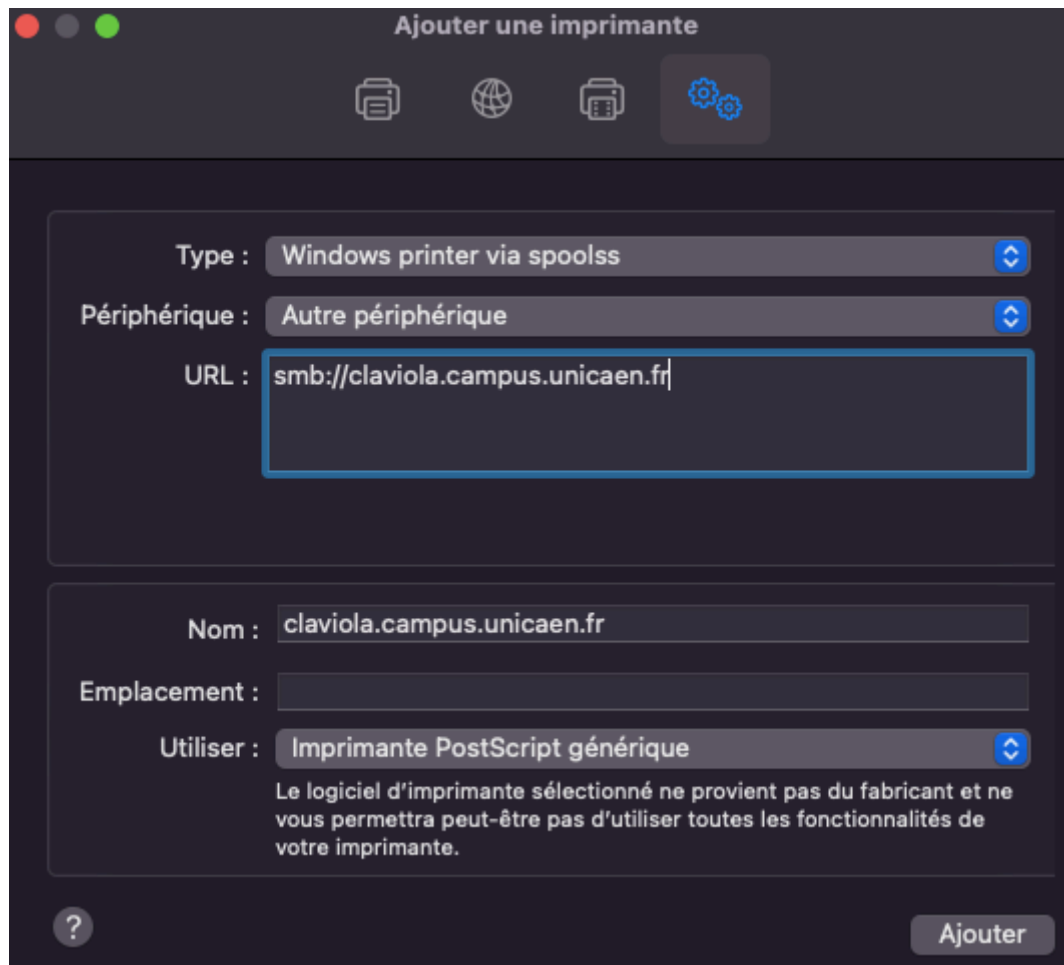 Ajouter une imprimante
Type : Windows printer via spoolss
Périphérique : Autre périphérique
URL : smb://claviola.campus.unicaen.fr
Nom : claviola.campus.unicaen.fr
Emplacement :
Utiliser : Imprimante PostScript générique
Le logiciel d'imprimante sélectionné ne provient pas du fabricant et ne
vous permettra peut-être pas d'utiliser toutes les fonctionnalités de
votre imprimante.
?
Ajouter